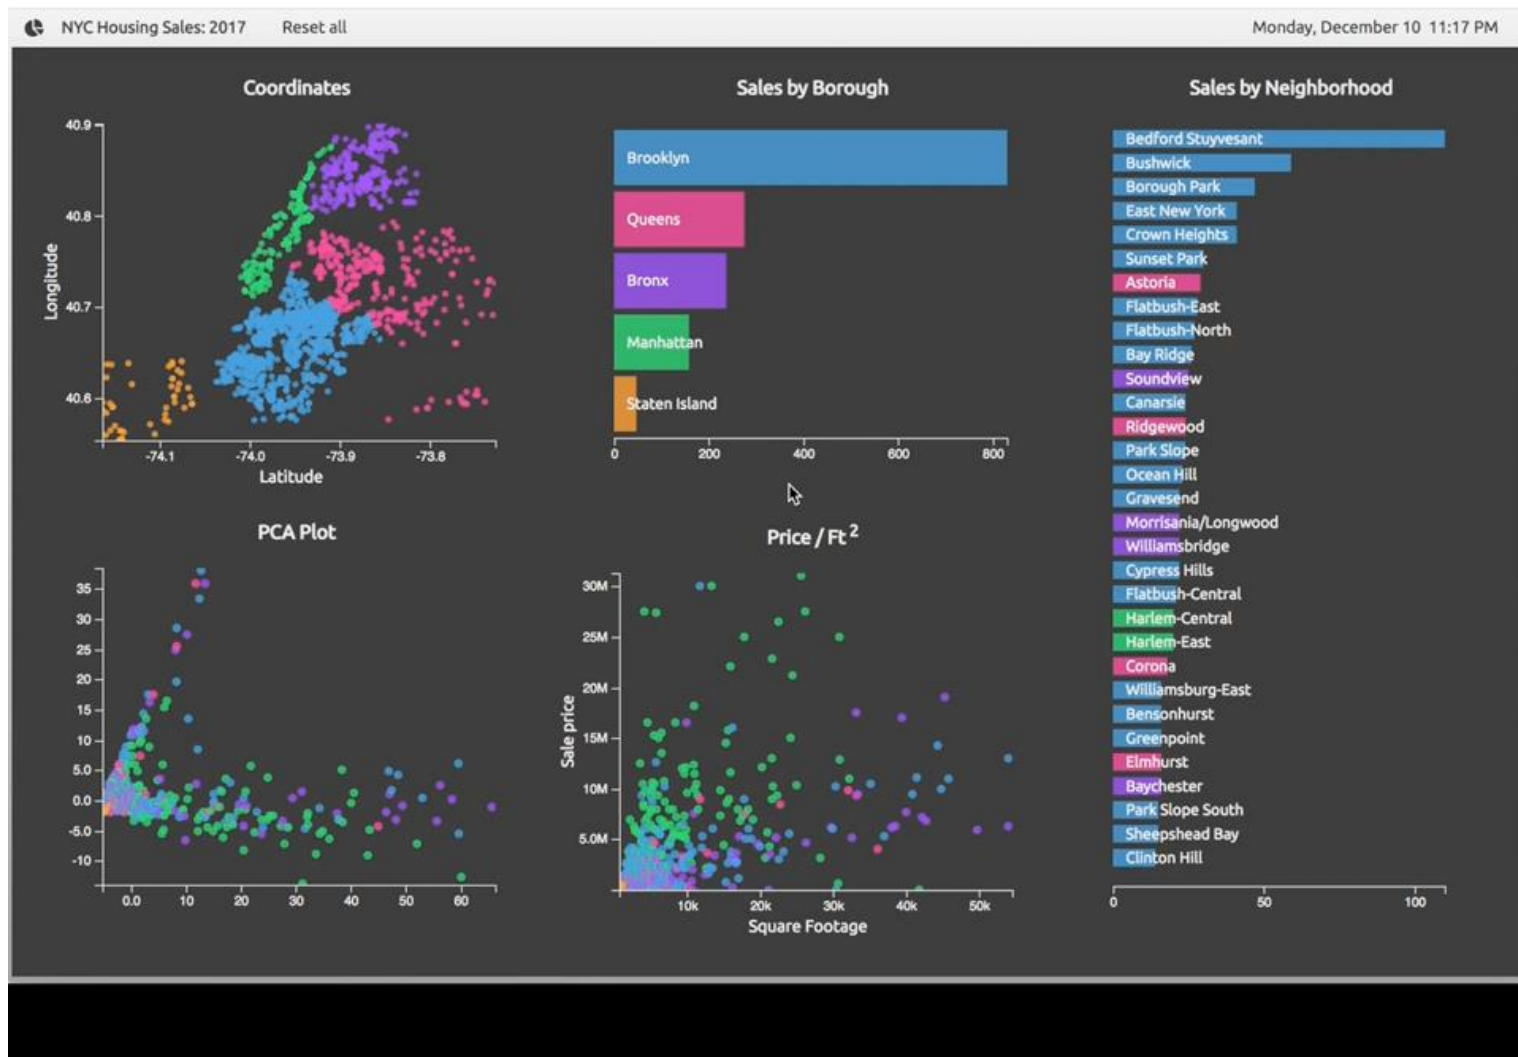 NYC Housing Sales: 2017 Reset all Monday, December 10 11:17 PM
Coordinates
40.9
40.8
40.7
40.6
Longitude
-74.1 -74.0 -73.9 -73.8
Latitude
Sales by Borough
Brooklyn
Queens
Bronx
Manhattan
Staten Island
0 200 400 600 800
Sales by Neighborhood
Bedford Stuyvesant
Bushwick
Borough Park
East New York
Crown Heights
Sunset Park
Astoria
Flatbush-East
Flatbush-North
Bay Ridge
Soundview
Canarsie
Ridgewood
Park Slope
Ocean Hill
Gravesend
Morrisania/Longwood
Williamsbridge
Cypress Hills
Flatbush-Central
Harlem-Central
Harlem-East
Corona
Williamsburg-East
Bensonhurst
Greenpoint
Elmhurst
Baychester
Park Slope South
Sheepshead Bay
Clinton Hill
0 50 100
PCA Plot
35
30
25
20
15
10
5.0
0.0
-5.0
-10
0.0 10 20 30 40 50 60
Price / Ft 2
30M
25M
20M
15M
10M
5.0M
Sale price
10k 20k 30k 40k 50k
Square Footage